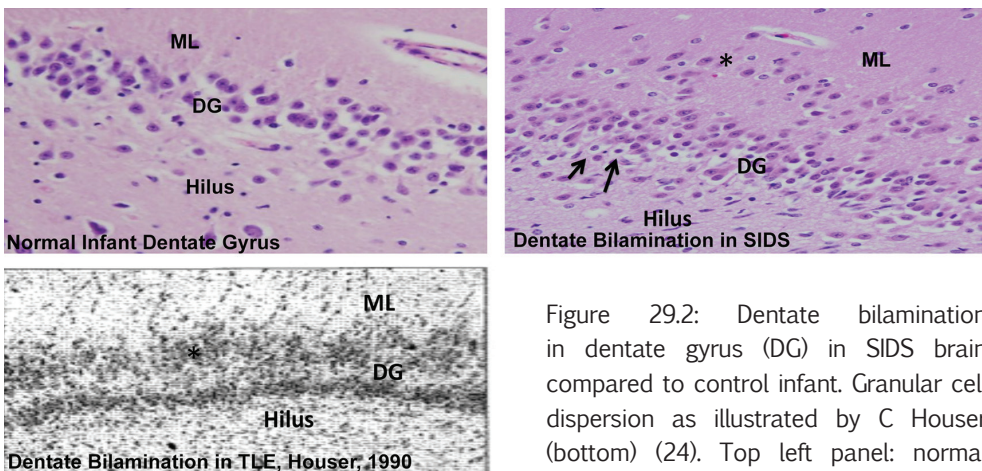 ML
DG
Hilus
Normal Infant Dentate Gyrus
*
ML
DG
Hilus
Dentate Bilamination in SIDS
ML
*
DG
Hilus
Dentate Bilamination in TLE, Houser, 1990
Figure 29.2: Dentate bilamination
in dentate gyrus (DG) in SIDS brain
compared to control infant. Granular cel
dispersion as illustrated by C Houser
(bottom) (24). Top left panel: norma